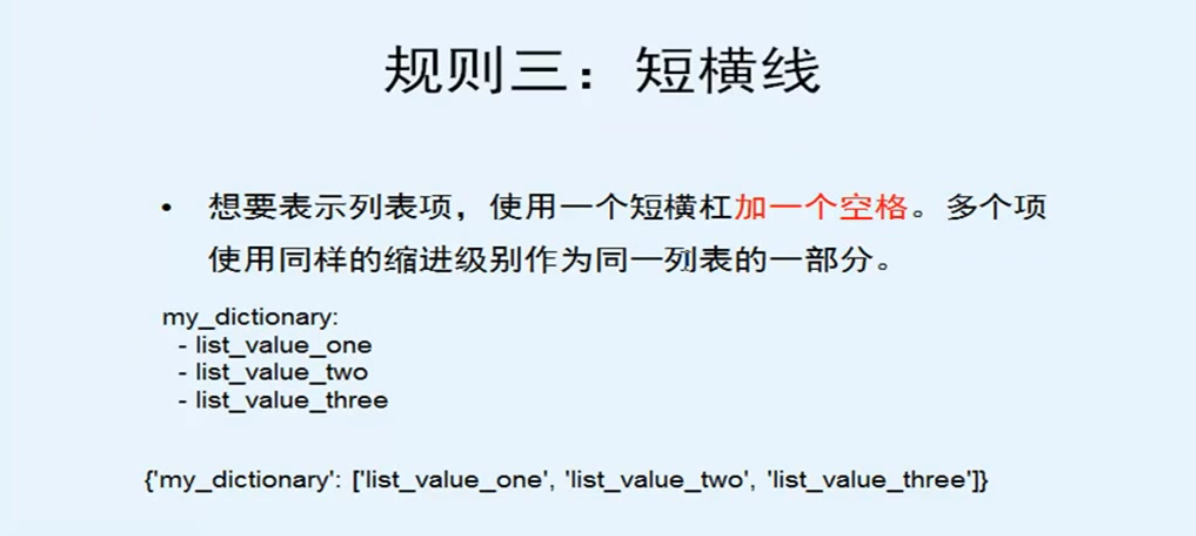 规则三：短横线
• 想要表示列表项，使用一个短横杠加一个空格。多个项
使用同样的缩进级别作为同一列表的一部分。
my_dictionary:
- list_value_one
- list_value_two
- list_value_three
{'my_dictionary': ['list_value_one', 'list_value_two', 'list_value_three']}